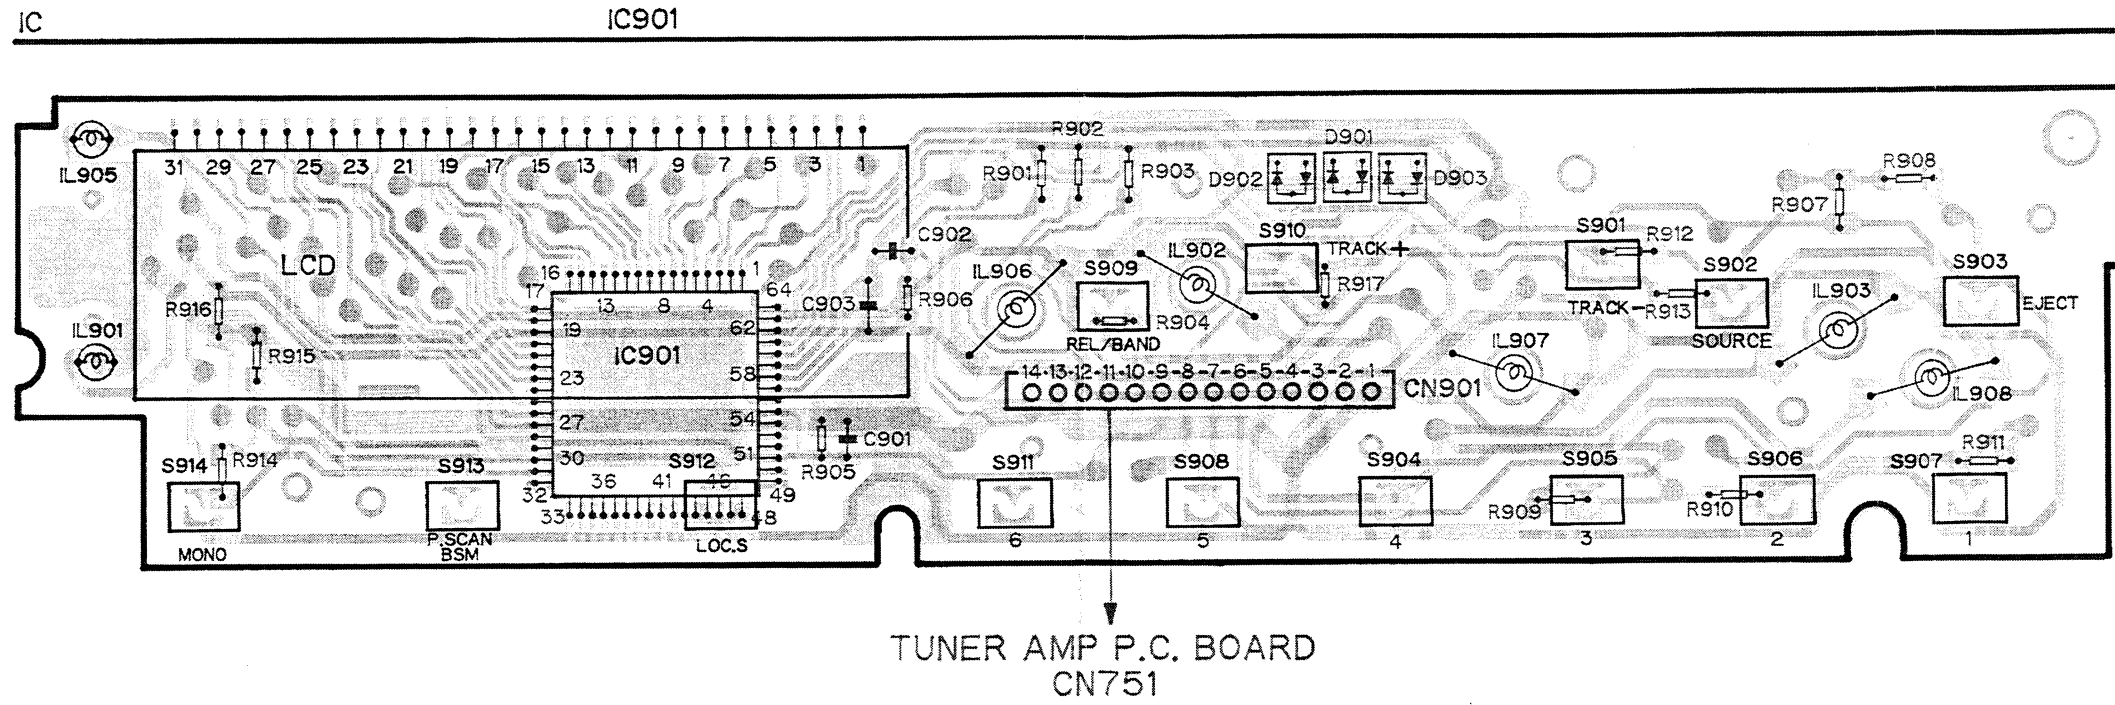 IC IC901
31 29 27 25 23 21 19 17 15 13 11 9 7 5 3 1
IL905
R902
R901
R903
D901
D902
D903
R908
R907
LCD
C902
S910
TRACK+
S901
R912
16 1
17 13 8 4 64
IL906
S909
IL902
S902
S903
R916
C903
R906
R917
TRACK-
R913
IL903
EJECT
IL901
19 62
R904
REL/BAND
IL907
SOURCE
R915
IC901
23 58
14-13-12-11-10-9-8-7-6-5-4-3-2-1
CN901
IL908
27 54
C901
R905
R911
S914
R914
S913
30 S912 51
S911
S908
S904
S905
S906
S907
32 36 41 46 49
33 48
R909
R910
MONO
P.SCAN
BSM
LOC.S
6
5
4
3
2
1
TUNER AMP P.C. BOARD
CN751